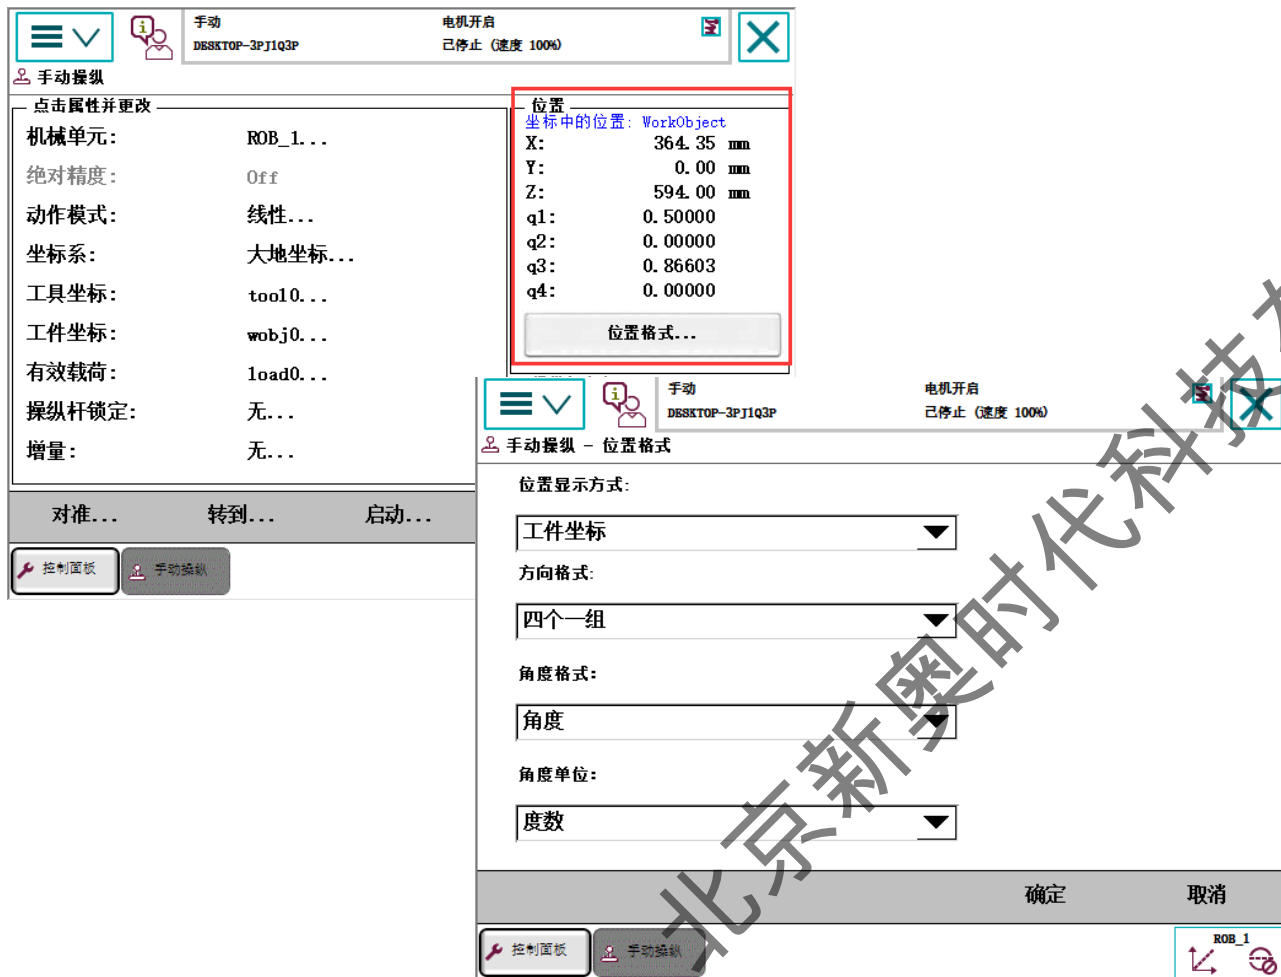 手动 电机开启
DESKTOP-3PJ1Q3P 己停止 (速度 100%)
手动操纵
点击属性并更改
机械单元: ROB_1...
绝对精度: Off
动作模式: 线性...
坐标系: 大地坐标...
工具坐标: tool0...
工件坐标: wobj0...
有效载荷: load0...
操纵杆锁定: 无...
增量: 无...
位置
坐标中的位置: WorkObject
X: 364.35 mm
Y: 0.00 mm
Z: 594.00 mm
q1: 0.50000
q2: 0.00000
q3: 0.86603
q4: 0.00000
位置格式...
对准... 转到... 启动...
控制面板 手动操纵
手动 电机开启
DESKTOP-3PJ1Q3P 己停止 (速度 100%)
手动操纵 - 位置格式
位置显示方式:
工件坐标
方向格式:
四个一组
角度格式:
角度
角度单位:
度数
确定 取消
控制面板 手动操纵
ROB_1
北京新奥时代科技有